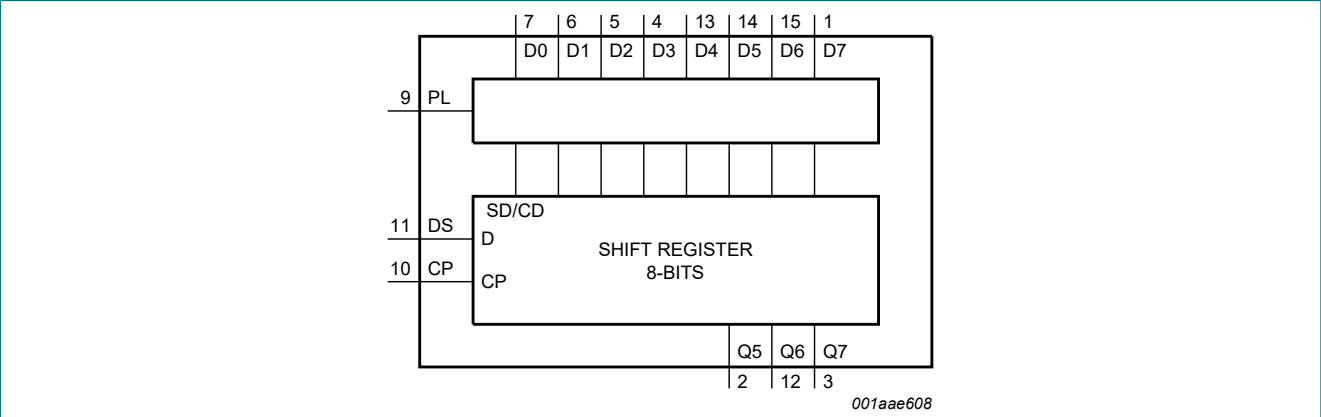 7 6 5 4 13 14 15 1
D0 D1 D2 D3 D4 D5 D6 D7
9 PL
SD/CD
11 DS
D
SHIFT REGISTER
10 CP
8-BITS
CP
Q5 Q6 Q7
2 12 3
001aae608